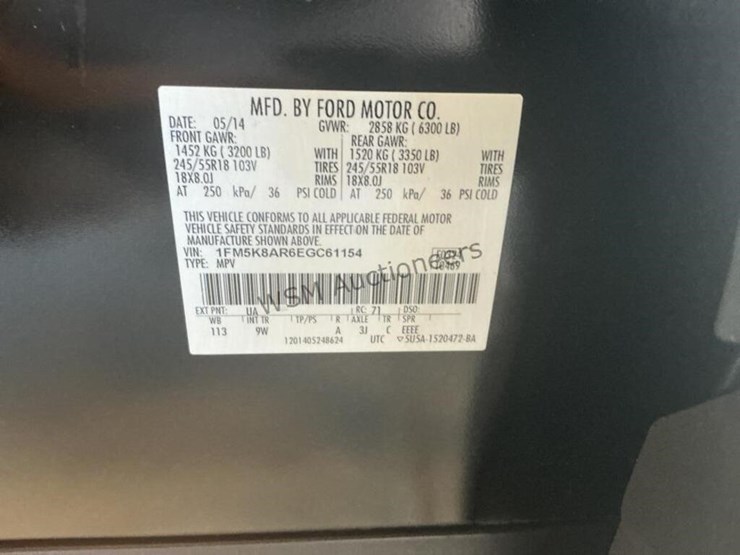 MFD. BY FORD MOTOR CO.
DATE: 05/14 GVWR: 2858 KG ( 6300 LB)
FRONT GAWR: REAR GAWR:
1452 KG ( 3200 LB) WITH 1520 KG ( 3350 LB) WITH
245/55R18 103V TIRES 245/55R18 103V TIRES
18X8.0J RIMS 18X8.0J RIMS
AT 250 kPa/ 36 PSI COLD AT 250 kPa/ 36 PSI COLD
THIS VEHICLE CONFORMS TO ALL APPLICABLE FEDERAL MOTOR
VEHICLE SAFETY STANDARDS IN EFFECT ON THE DATE OF
MANUFACTURE SHOWN ABOVE.
VIN: 1FM5K8AR6EGC61154
TYPE: MPV
WSM Auctioneers
EXT PNT: UA RC: 71 DSO:
WB INT TR TP/PS R AXLE TR SPR
113 9W A 3J C EEEE
1201405248624 UTC 5U5A-1520472-BA